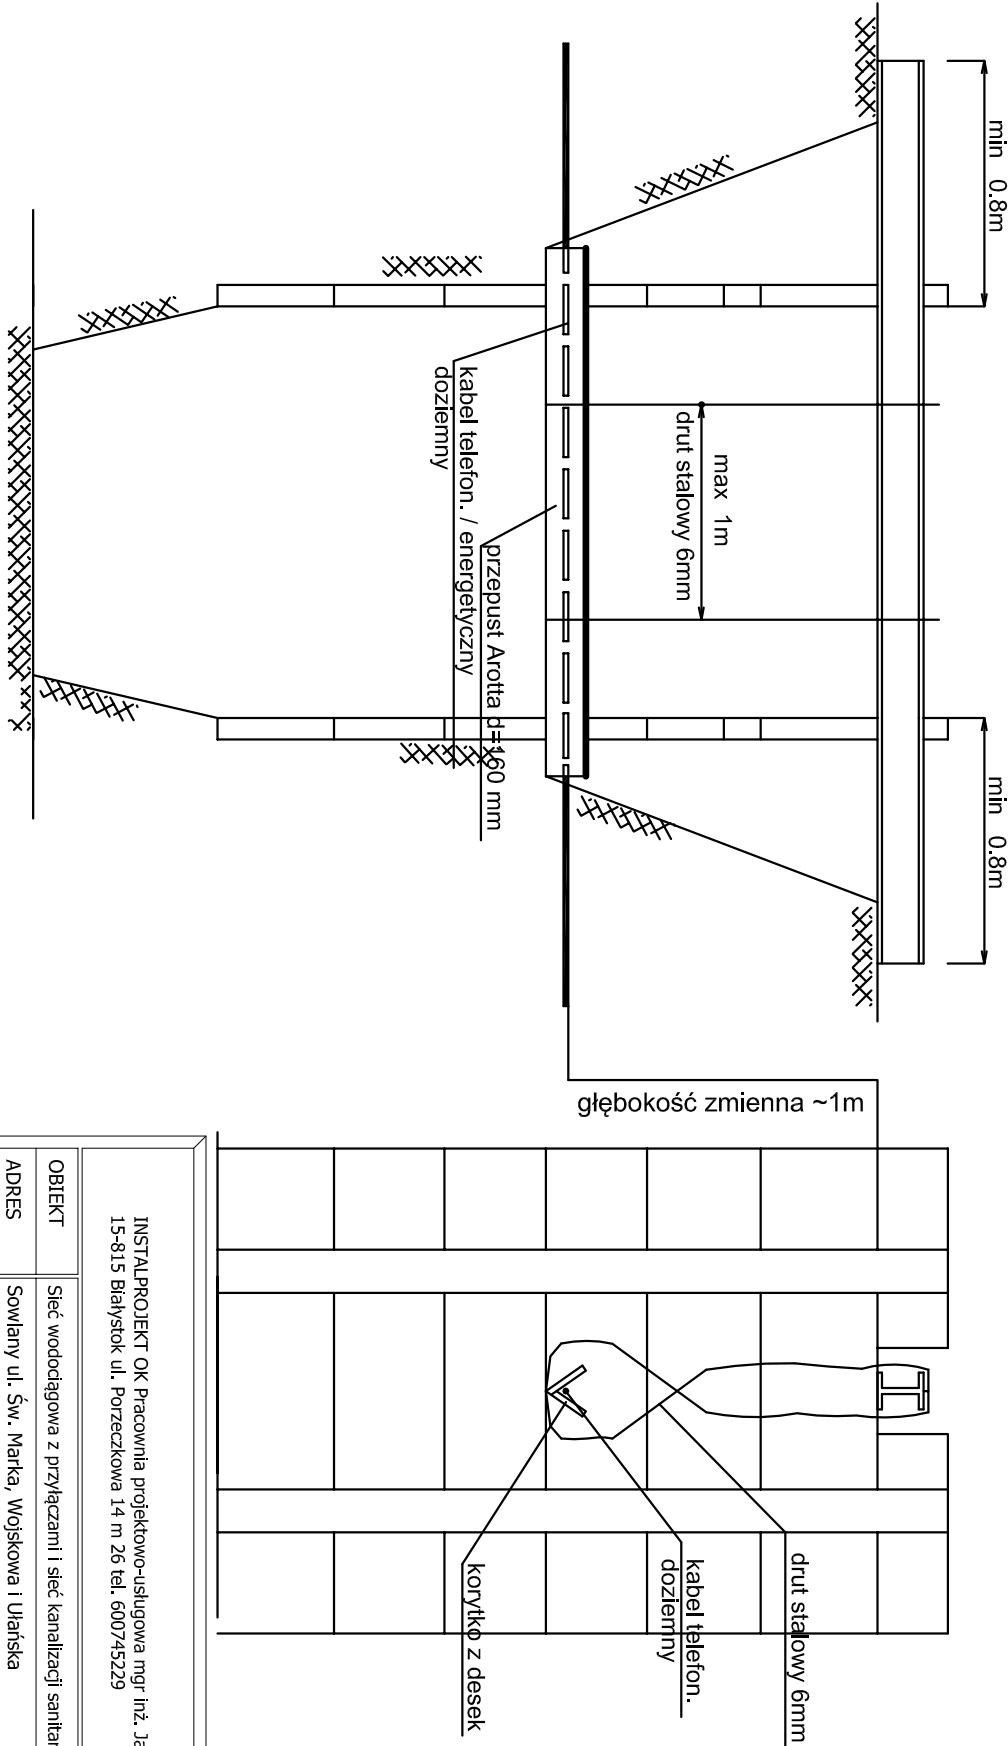 min 0.8m
min 0.8m
max 1m
drut stalowy 6mm
przepust Arotta d=160 mm
kabel telefon. / energetyczny
doziemny
głębokość zmienna ~1m
drut stalowy 6mm
kabel telefon.
doziemny
korytko z desek
INSTALPROJEKT OK Pracownia projektowo-usługowa mgr inż.
15-815 Białystok ul. Porzeczkowa 14 m 26 tel. 600745229
OBIEKT
Sieć wodociągowa z przyłączami i sieć kanalizacji
ADRES
Sowlany ul. Św. Marka, Wojskowa i Ułańska